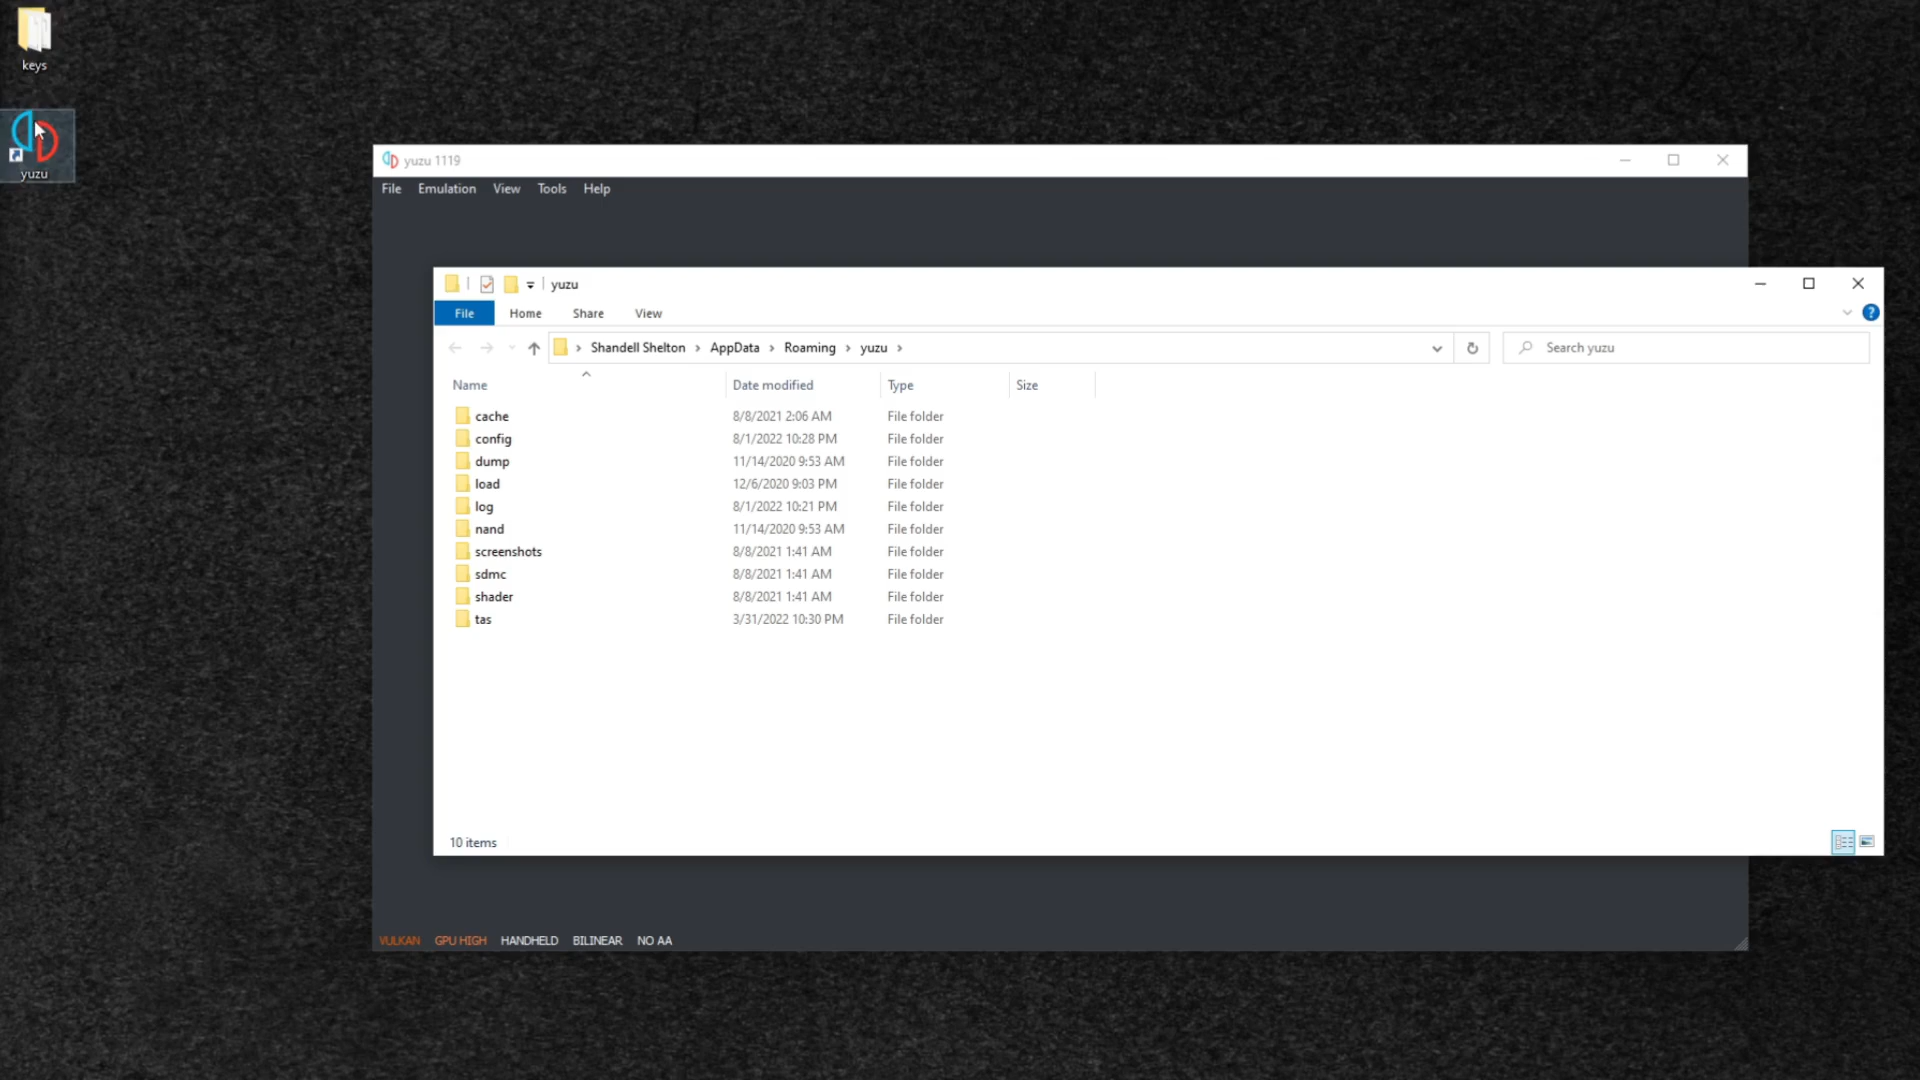 keys
yuzu
yuzu 1119
File Emulation View Tools Help
yuzu
File Home Share View
Shandell Shelton AppData Roaming yuzu
Search yuzu
Name Date modified Type Size
cache 8/8/2021 2:06 AM File folder
config 8/1/2022 10:28 PM File folder
dump 11/14/2020 9:53 AM File folder
load 12/6/2020 9:03 PM File folder
log 8/1/2022 10:21 PM File folder
nand 11/14/2020 9:53 AM File folder
screenshots 8/8/2021 1:41 AM File folder
sdmc 8/8/2021 1:41 AM File folder
shader 8/8/2021 1:41 AM File folder
tas 3/31/2022 10:30 PM File folder
10 items
VULKAN GPU HIGH HANDHELD BILINEAR NO AA